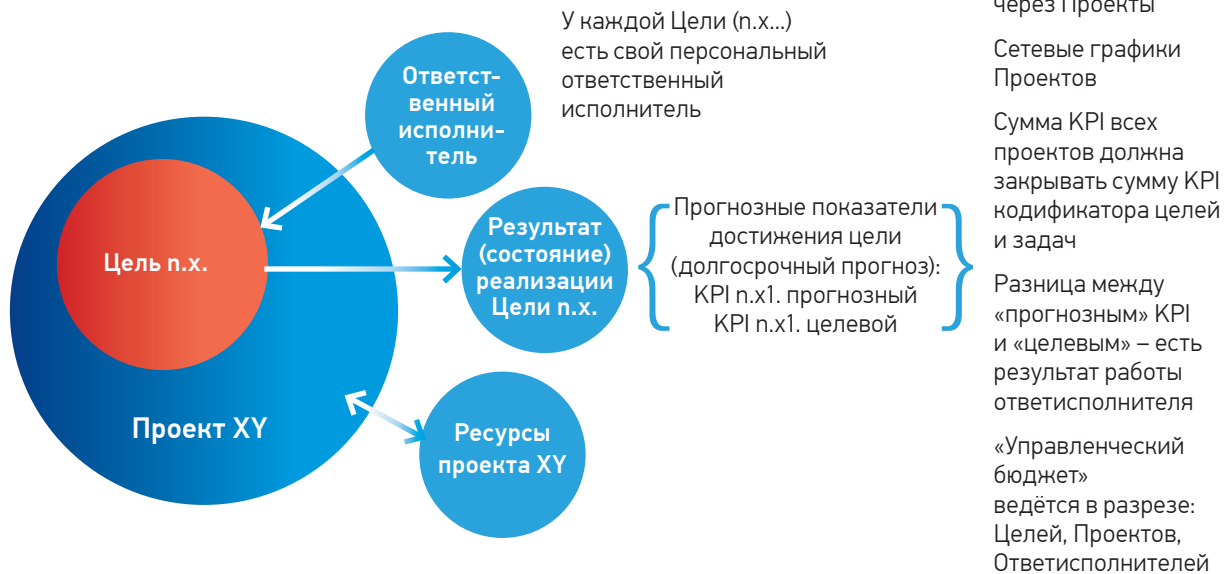 У каждой Цели (n.x...)
есть свой персональный
ответственный
исполнитель
Ответст-
венный
исполни-
тель
Цель n.x.
Результат
(состояние)
реализации
Цели n.x.
Прогнозные показатели
достижения цели
(долгосрочный прогноз):
KPI n.x1. прогнозный
KPI n.x1. целевой
Проект XY
Ресурсы
проекта XY
через Проекты
Сетевые графики
Проектов
Сумма KPI всех
проектов должна
закрывать сумму KPI
кодификатора целей
и задач
Разница между
«прогнозным» KPI
и «целевым» – есть
результат работы
ответисполнителя
«Управленческий
бюджет»
ведётся в разрезе:
Целей, Проектов,
Ответисполнителей